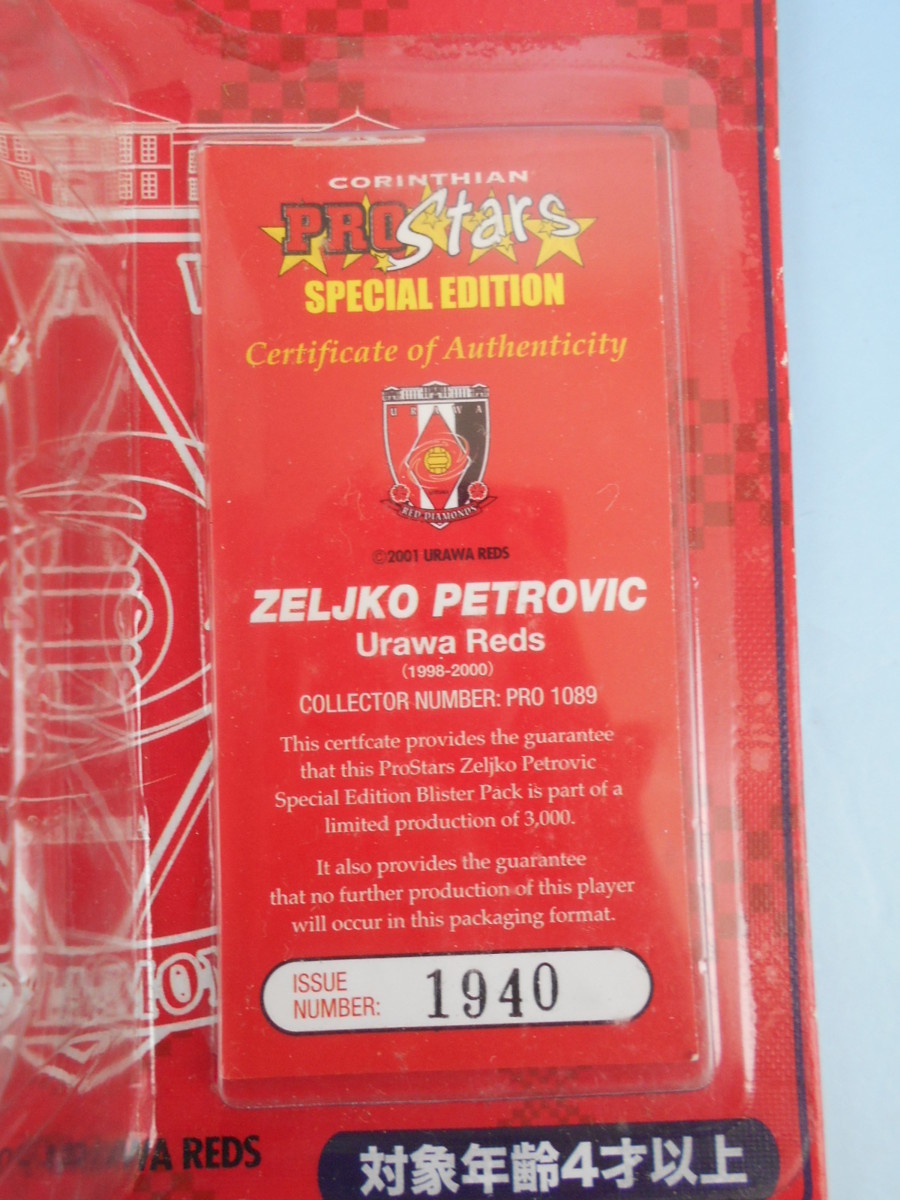 CORINTHIAN
PROStars
SPECIAL EDITION
Certificate of Authenticity
URAWA
RED DIAMONDS
©2001 URAWA REDS
ZELJKO PETROVIC
Urawa Reds
(1998-2000)
COLLECTOR NUMBER: PRO 1089
This certfcate provides the guarantee
that this ProStars Zeljko Petrovic
Special Edition Blister Pack is part of a
limited production of 3,000.
It also provides the guarantee
that no further production of this player
will occur in this packaging format.
ISSUE
NUMBER: 1940
URAWA REDS
対象年齢4才以上